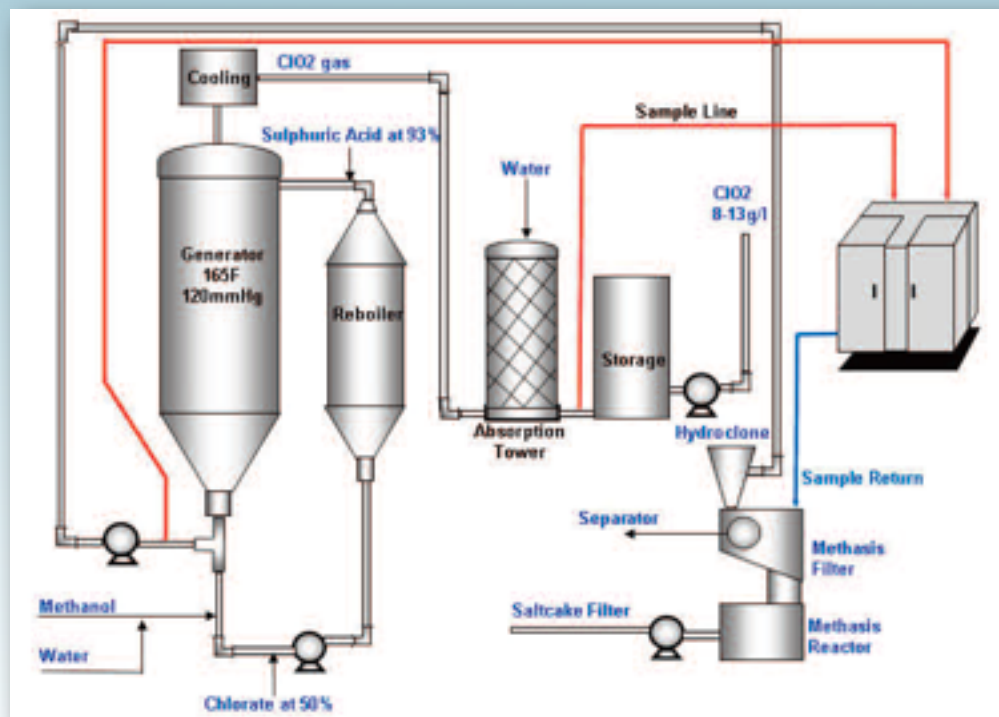 Cooling
ClO2 gas
Sulphuric Acid at 93%
Sample Line
Water
ClO2
8-13g/l
Generator
165F
120mmHg
Reboiler
Storage
Absorption
Tower
Hydroclone
Sample Return
Separator
Methasis
Filter
Methanol
Saltcake Filter
Methasis
Reactor
Water
Chlorate at 50%